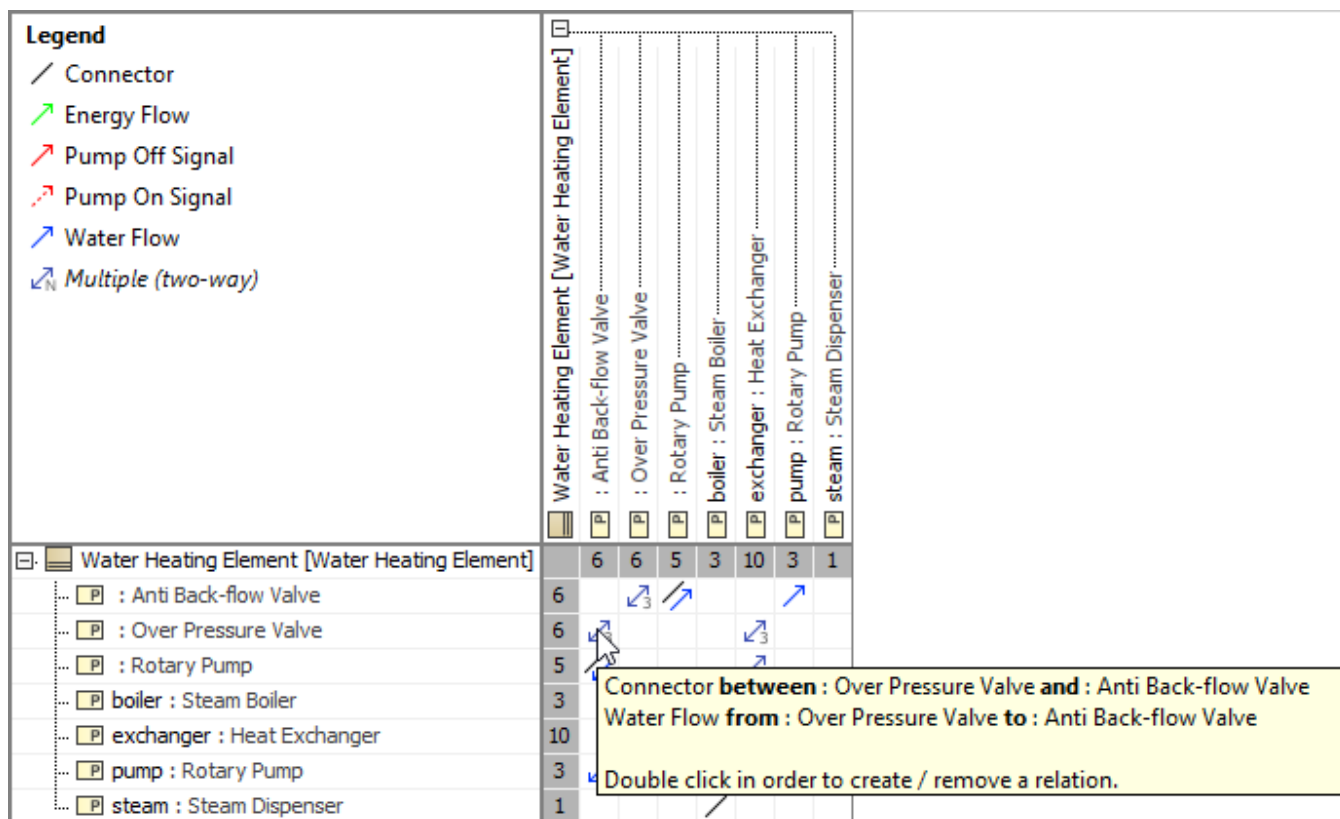 Legend
Connector
Energy Flow
Pump Off Signal
Pump On Signal
Water Flow
N Multiple (two-way)
Water Heating Element [Water Heating Element]
P : Anti Back-flow Valve
P : Over Pressure Valve
P : Rotary Pump
P boiler : Steam Boiler
P exchanger : Heat Exchanger
P pump : Rotary Pump
P steam : Steam Dispenser
Water Heating Element [Water Heating Element] 6 6 5 3 10 3 1
P : Anti Back-flow Valve 6 3
P : Over Pressure Valve 6 3 3
P : Rotary Pump 5
P boiler : Steam Boiler 3
P exchanger : Heat Exchanger 10
P pump : Rotary Pump 3
P steam : Steam Dispenser 1
Connector between : Over Pressure Valve and : Anti Back-flow Valve
Water Flow from : Over Pressure Valve to : Anti Back-flow Valve
Double click in order to create / remove a relation.